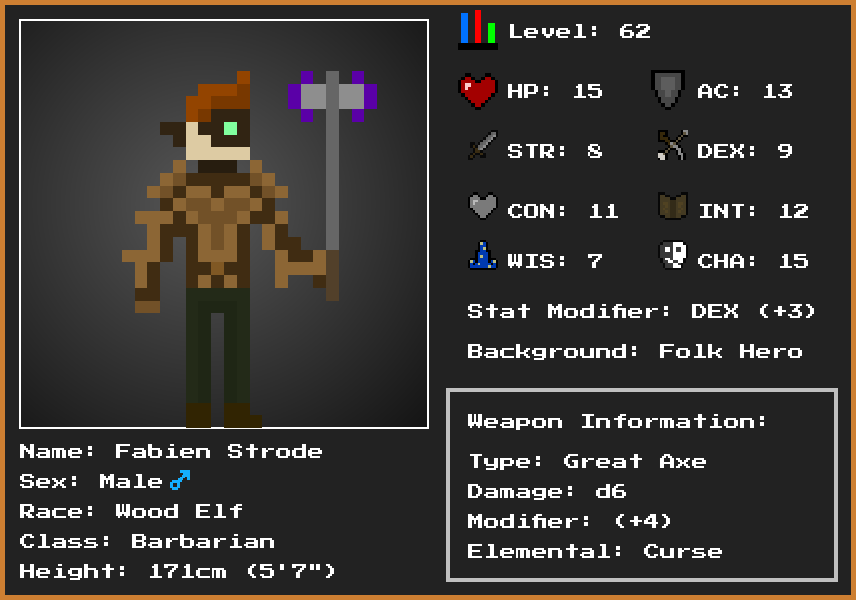 Level: 62
HP: 15
AC: 13
STR: 8
DEX: 9
CON: 11
INT: 12
WIS: 7
CHA: 15
Stat Modifier: DEX (+3)
Background: Folk Hero
Weapon Information:
Type: Great Axe
Damage: d6
Modifier: (+4)
Elemental: Curse
Name: Fabien Strode
Sex: Male♂
Race: Wood Elf
Class: Barbarian
Height: 171cm (5'7")